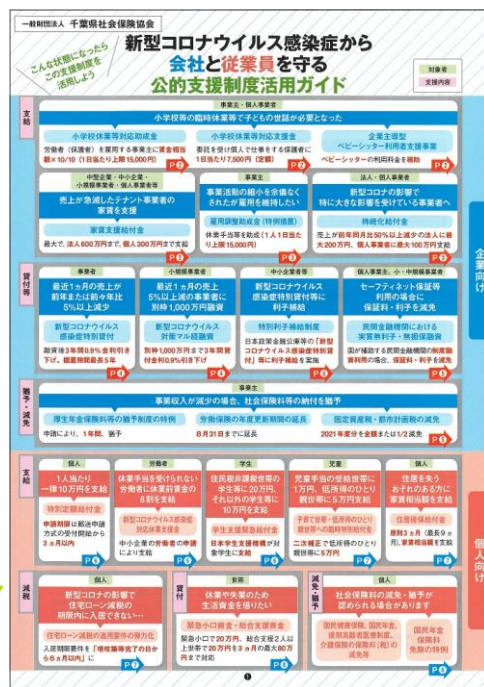 一般財団法人 千葉県社会保険協会
こんな状態になったら
この支援制度を
活用しよう
新型コロナウイルス感染症から
会社と従業員を守る
公的支援制度活用ガイド
対象者
支援内容
企業向け
支給
事業主・個人事業者
小学校等の臨時休業等で子どもの世話が必要となった
小学校休業等対応助成金
労働者（保護者）を雇用する事業主に賃金相当
額×10/10（1日当たり上限15,000円）
小学校休業等対応支援金
委託を受け個人で仕事をする保護者に
1日当たり7,500円（定額）
企業主導型
ベビーシッター利用者支援事業
ベビーシッターの利用料金を補助
中堅企業・中小企業・
小規模事業者・個人事業者等
売上が急減したテナント事業者の
家賃を支援
家賃支援給付金
最大で、法人600万円まで、個人300万円まで支給
事業主
事業活動の縮小を余儀なく
されたが雇用を維持したい
雇用調整助成金（特例措置）
休業手当等を助成（1人1日当た
り上限15,000円）
法人・個人事業者
新型コロナの影響で
特に大きな影響を受けている事業者へ
持続化給付金
売上が前年同月比50%以上減少の法人に最
大200万円、個人事業者に最大100万円支給
貸付等
事業者
最近1ヵ月の売上が
前年または前々年比
5%以上減少
新型コロナウイルス
感染症特別貸付
融資後3年間0.9%金利引き
下げ。据置期間最長5年
小規模事業者
最近1ヵ月の売上が
5%以上減の事業者に
別枠1,000万円融資
新型コロナウイルス
対策マル経融資
別枠1,000万円まで3年間貸
付金利0.9%引き下げ
中小企業者等
新型コロナウイルス
感染症特別貸付等に
利子補給
特別利子補給制度
日本政策金融公庫等の「新型
コロナウイルス感染症特別貸
付」等に利子補給を実施
個人事業主、小・中規模事業者
セーフティネット保証等
利用の場合に
保証料・利子を減免
民間金融機関における
実質無利子・無担保融資
国が補助する民間金融機関の制度融
資利用の場合、保証料・利子を減免
猶予・減免
事業主
事業収入が減少の場合、社会保険料等の納付を猶予
厚生年金保険料等の猶予制度の特例
申請により、1年間、猶予
労働保険の年度更新期間の延長
8月31日までに延長
固定資産税・都市計画税の減免
2021年度分を全額または1/2減免
個人向け
支給
個人
1人当たり
一律10万円を支給
特別定額給付金
申請期限は郵送申請
方式の受付開始から
3ヵ月以内
労働者
休業手当を受けられない
労働者に休業前賃金の
8割を支給
新型コロナウイルス感染症
対応休業支援金
中小企業の労働者の申請
により支給
学生
住民税非課税世帯の
学生等に20万円、
それ以外の学生等に
10万円を支給
学生支援緊急給付金
日本学生支援機構が対
象学生に支給
児童
児童手当の受給世帯に
1万円、低所得のひとり
親世帯に5万円支給
子育て世帯・低所得のひとり
親世帯への臨時特別給付金
二次補正で低所得のひと
り親世帯に5万円
個人
住居を失う
おそれのある方に
家賃相当額を支給
住居確保給付金
原則3ヵ月（最長9ヵ
月）、家賃相当額を支給
減税
個人
新型コロナの影響で
住宅ローン減税の
期限内に入居できない…
住宅ローン減税の適用要件の弾力化
入居期限要件を「増改築等完了の日か
ら6ヵ月以内」に
貸付
世帯
休業や失業のため
生活資金を借りたい
緊急小口資金・総合支援資金
緊急小口で20万円、総合支援2人以
上世帯で20万円を3ヵ月の最大80万
円まで対応
減免・猶予
個人
社会保険料の減免・猶予が
認められる場合があります
国民健康保険、国民年金、
後期高齢者医療制度、
介護保険の保険料（税）の減免等
国民年金
保険料
免除の特例
1